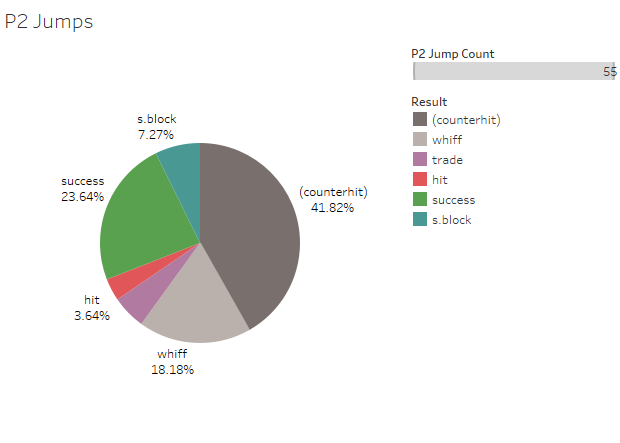 P2 Jumps
P2 Jump Count
55
Result
(counterhit)
whiff
trade
hit
success
s.block
s.block
7.27%
success
23.64%
(counterhit)
41.82%
hit
3.64%
whiff
18.18%